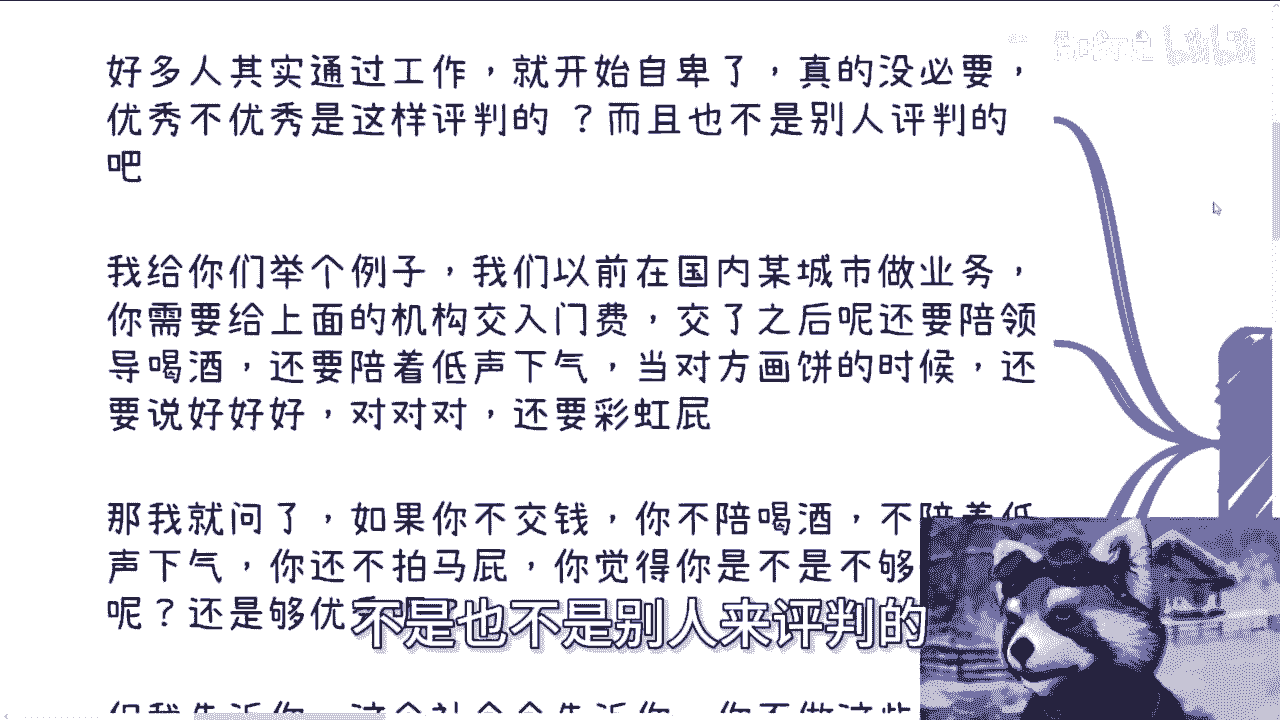 好多人其实通过工作，就开始自卑了，真的没必要，
优秀不优秀是这样评判的 ？而且也不是别人评判的
吧
我给你们举个例子，我们以前在国内某城市做业务，
你需要给上面的机构交入门费，交了之后呢还要陪领
导喝酒，还要陪着低声下气，当对方画饼的时候，还
要说好好好，对对对，还要彩虹屁
那我就问了，如果你不交钱，你不陪喝酒，不陪着低
声下气，你还不拍马屁，你觉得你是不是不够
呢？还是够优
不是也不是别人来评判的